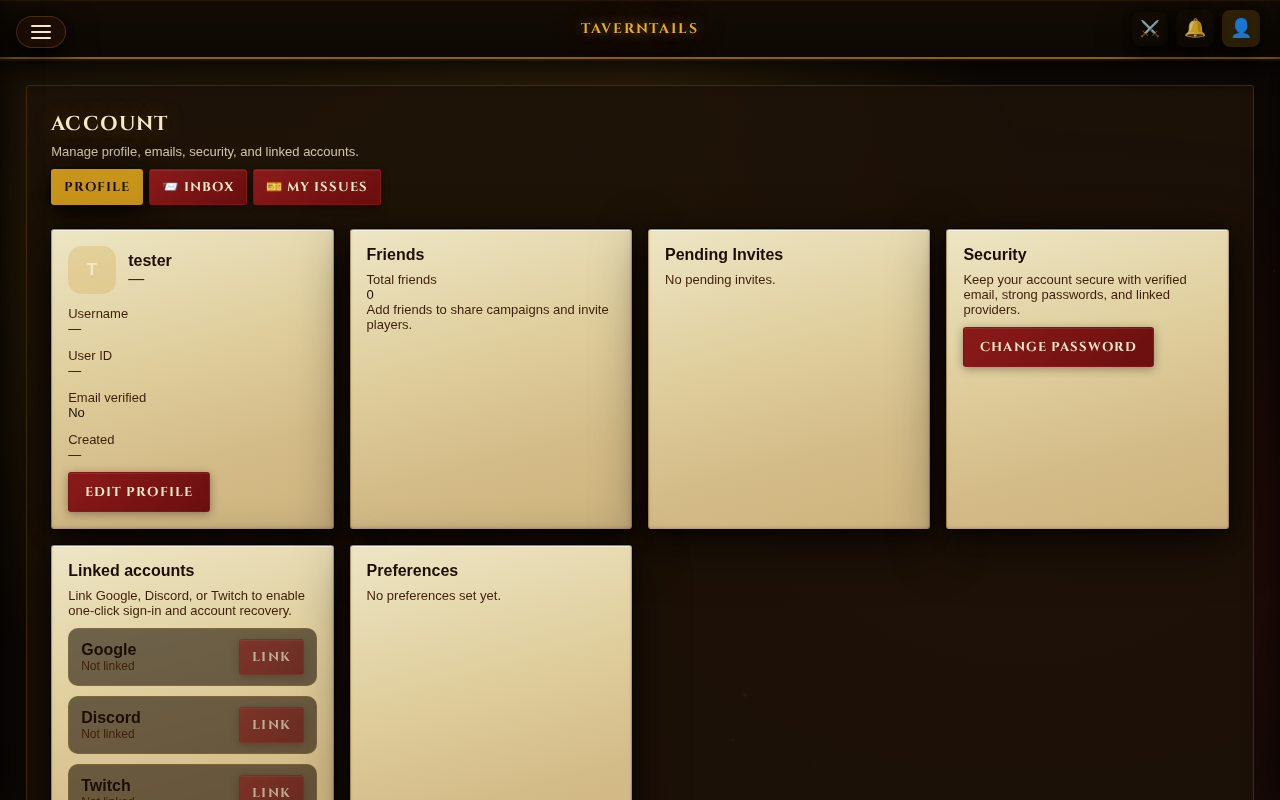 TAVERNTAILS
ACCOUNT
Manage profile, emails, security, and linked accounts.
PROFILE
INBOX
MY ISSUES
T
tester
—
Username
—
User ID
—
Email verified
No
Created
—
EDIT PROFILE
Friends
Total friends
0
Add friends to share campaigns and invite
players.
Pending Invites
No pending invites.
Security
Keep your account secure with verified
email, strong passwords, and linked
providers.
CHANGE PASSWORD
Linked accounts
Link Google, Discord, or Twitch to enable
one-click sign-in and account recovery.
Google
Not linked
LINK
Discord
Not linked
LINK
Twitch
Not linked
LINK
Preferences
No preferences set yet.